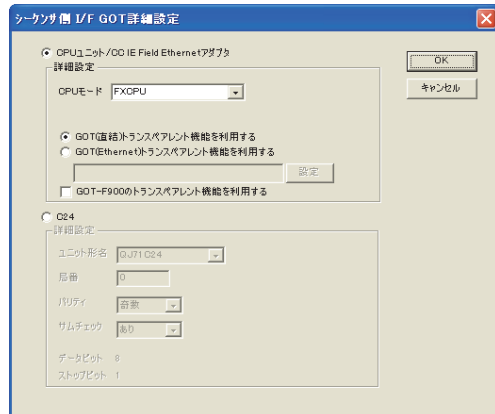 シーケンサ側 I/F GOT詳細設定
CPUユニット/CC IE Field Ethernetアダプタ
OK
キャンセル
詳細設定
CPUモード FXCPU
GOT(直結)トランスペアレント機能を利用する
GOT(Ethernet)トランスペアレント機能を利用する
設定
GOT-F900のトランスペアレント機能を利用する
C24
詳細設定
ユニット形名 QJ71C24
局番 0
パリティ 奇数
サムチェック あり
データビット 8
ストップビット 1